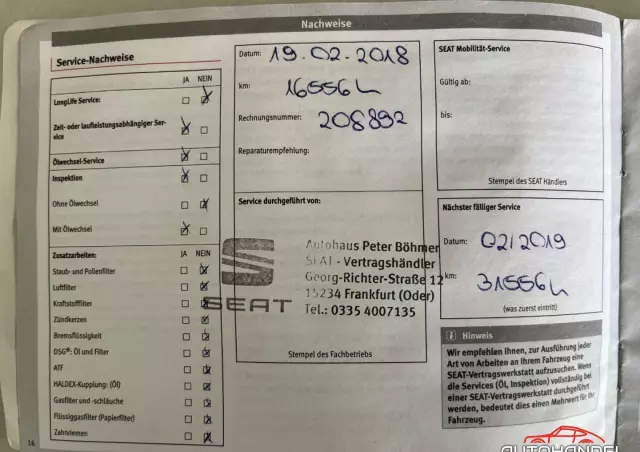 Nachweise
Service-Nachweise
JA NEIN
LongLife Service:
Zeit- oder laufleistungsabhängiger Ser-
vice
Ölwechsel-Service
Inspektion
Ohne Ölwechsel
Mit Ölwechsel
Zusatzarbeiten: JA NEIN
Staub- und Pollenfilter
Luftfilter
Kraftstofffilter
Zündkerzen
Bremsflüssigkeit
DSG®: Öl und Filter
ATF
HALDEX-Kupplung: (Öl)
Gasfilter und -schläuche
Flüssiggasfilter (Papierfilter)
Zahnriemen
16
Datum: 19.02.2018
km: 16556
Rechnungsnummer:
208892
Reparaturempfehlung:
Service durchgeführt von:
SEAT
Autohaus Peter Böhmer
SEAT - Vertragshändler
Georg-Richter-Straße 12
15234 Frankfurt (Oder)
Tel.: 0335 4007135
Stempel des Fachbetriebs
SEAT Mobilität-Service
Gültig ab:
bis:
Stempel des SEAT Händlers
Nächster fälliger Service
Datum: 02/2019
km: 31556
(was zuerst eintritt)
Hinweis
Wir empfehlen Ihnen, zur Ausführung jeder
Art von Arbeiten an Ihrem Fahrzeug eine
SEAT-Vertragswerkstatt aufzusuchen. Wenn
die Services (Öl, Inspektion) vollständig bei
einer SEAT-Vertragswerkstatt durchgeführt
werden, bedeutet dies einen Mehrwert für Ihr
Fahrzeug.
AUTOHANDEL